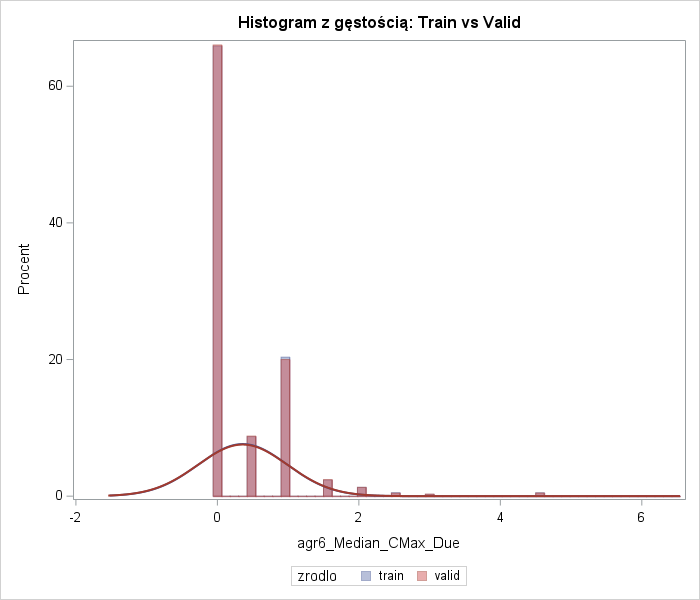 Histogram z gęstością: Train vs Valid
60
40
20
0
Procent
-2
0
2
4
6
agr6_Median_CMax_Due
zrodlo train valid